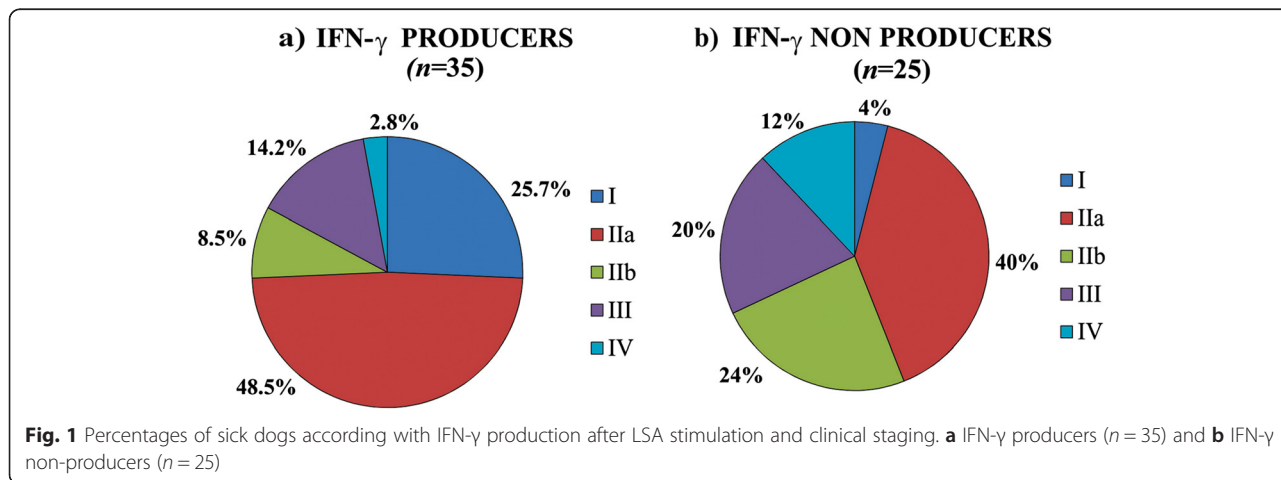 a) IFN-γ PRODUCERS
(n=35)
2.8%
14.2%
25.7%
8.5%
48.5%
I
IIa
IIb
III
IV
b) IFN-γ NON PRODUCERS
(n=25)
4%
12%
20%
40%
24%
I
IIa
IIb
III
IV
Fig. 1 Percentages of sick dogs according with IFN-γ production after LSA stimulation and clinical staging. a IFN-γ producers (n = 35) and b IFN-γ
non-producers (n = 25)